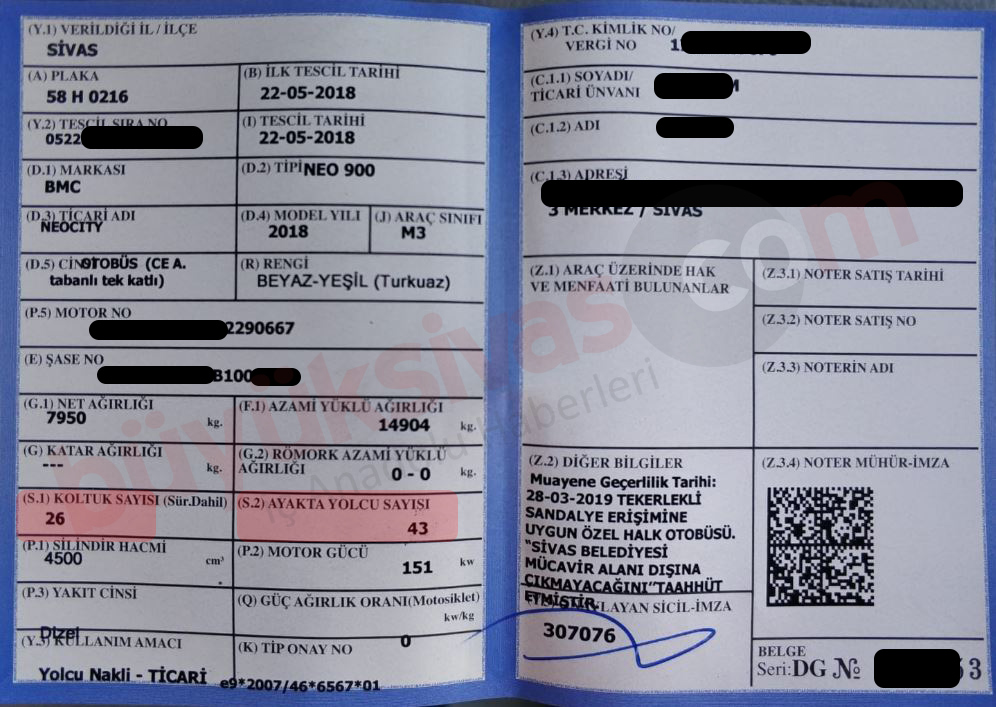 (Y.1) VERİLDİĞİ İL / İLÇE
SİVAS
(A) PLAKA
58 H 0216
(B) İLK TESCİL TARİHİ
22-05-2018
(Y.2) TESCİL SIRA NO
0522
(I) TESCİL TARİHİ
22-05-2018
(D.1) MARKASI
BMC
(D.2) TİPİ NEO 900
(D.3) TİCARİ ADI
NEOCITY
(D.4) MODEL YILI
2018
(J) ARAÇ SINIFI
M3
(D.5) CİNSİ OTOBÜS (CE A.
tabanlı tek katlı)
(R) RENGİ
BEYAZ-YEŞİL (Turkuaz)
(P.5) MOTOR NO
2290667
(E) ŞASE NO
B100
(G.1) NET AĞIRLIĞI
7950 kg.
(F.1) AZAMİ YÜKLÜ AĞIRLIĞI
14904 kg.
(G) KATAR AĞIRLIĞI
--- kg.
(G.2) RÖMORK AZAMİ YÜKLÜ
AĞIRLIĞI
0 - 0 kg.
(S.1) KOLTUK SAYISI (Sür.Dahil)
26
(S.2) AYAKTA YOLCU SAYISI
43
(P.1) SİLİNDİR HACMİ
4500 cm³
(P.2) MOTOR GÜCÜ
151 kw
(P.3) YAKIT CİNSİ
Dizel
(Q) GÜÇ AĞIRLIK ORANI(Motosiklet)
kw/kg
0
(Y.3) KULLANIM AMACI
Yolcu Nakli - TİCARİ
(K) TİP ONAY NO
e9*2007/46*6567*01
(Y.4) T.C. KİMLİK NO/
VERGİ NO 1
(C.1.1) SOYADI/
TİCARİ ÜNVANI
(C.1.2) ADI
(C.1.3) ADRESİ
3 MERKEZ / SİVAS
(Z.1) ARAÇ ÜZERİNDE HAK
VE MENFAATİ BULUNANLAR
(Z.3.1) NOTER SATIŞ TARİHİ
(Z.3.2) NOTER SATIŞ NO
(Z.3.3) NOTERİN ADI
(Z.2) DİĞER BİLGİLER
Muayene Geçerlilik Tarihi:
28-03-2019 TEKERLEKLİ
SANDALYE ERİŞİMİNE
UYGUN ÖZEL HALK OTOBÜSÜ.
"SİVAS BELEDİYESİ
MÜCAVİR ALANI DIŞINA
ÇIKMAYACAĞINI"TAAHHÜT
ETMİŞTİR.
(Z.3.4) NOTER MÜHÜR-İMZA
SİCİL-İMZA
307076
BELGE
Seri:DG № 3
büyüksivas.com
Anadolu Haberleri